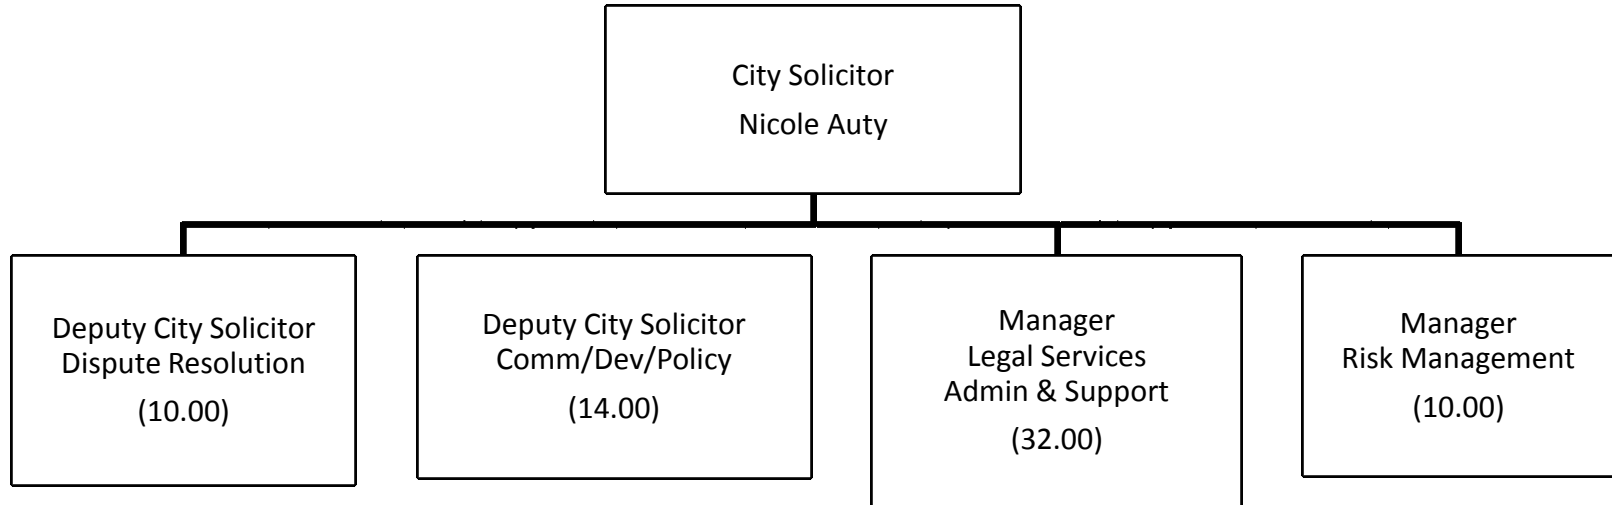 City Solicitor
Nicole Auty
Deputy City Solicitor
Dispute Resolution
(10.00)
Deputy City Solicitor
Comm/Dev/Policy
(14.00)
Manager
Legal Services
Admin & Support
(32.00)
Manager
Risk Management
(10.00)